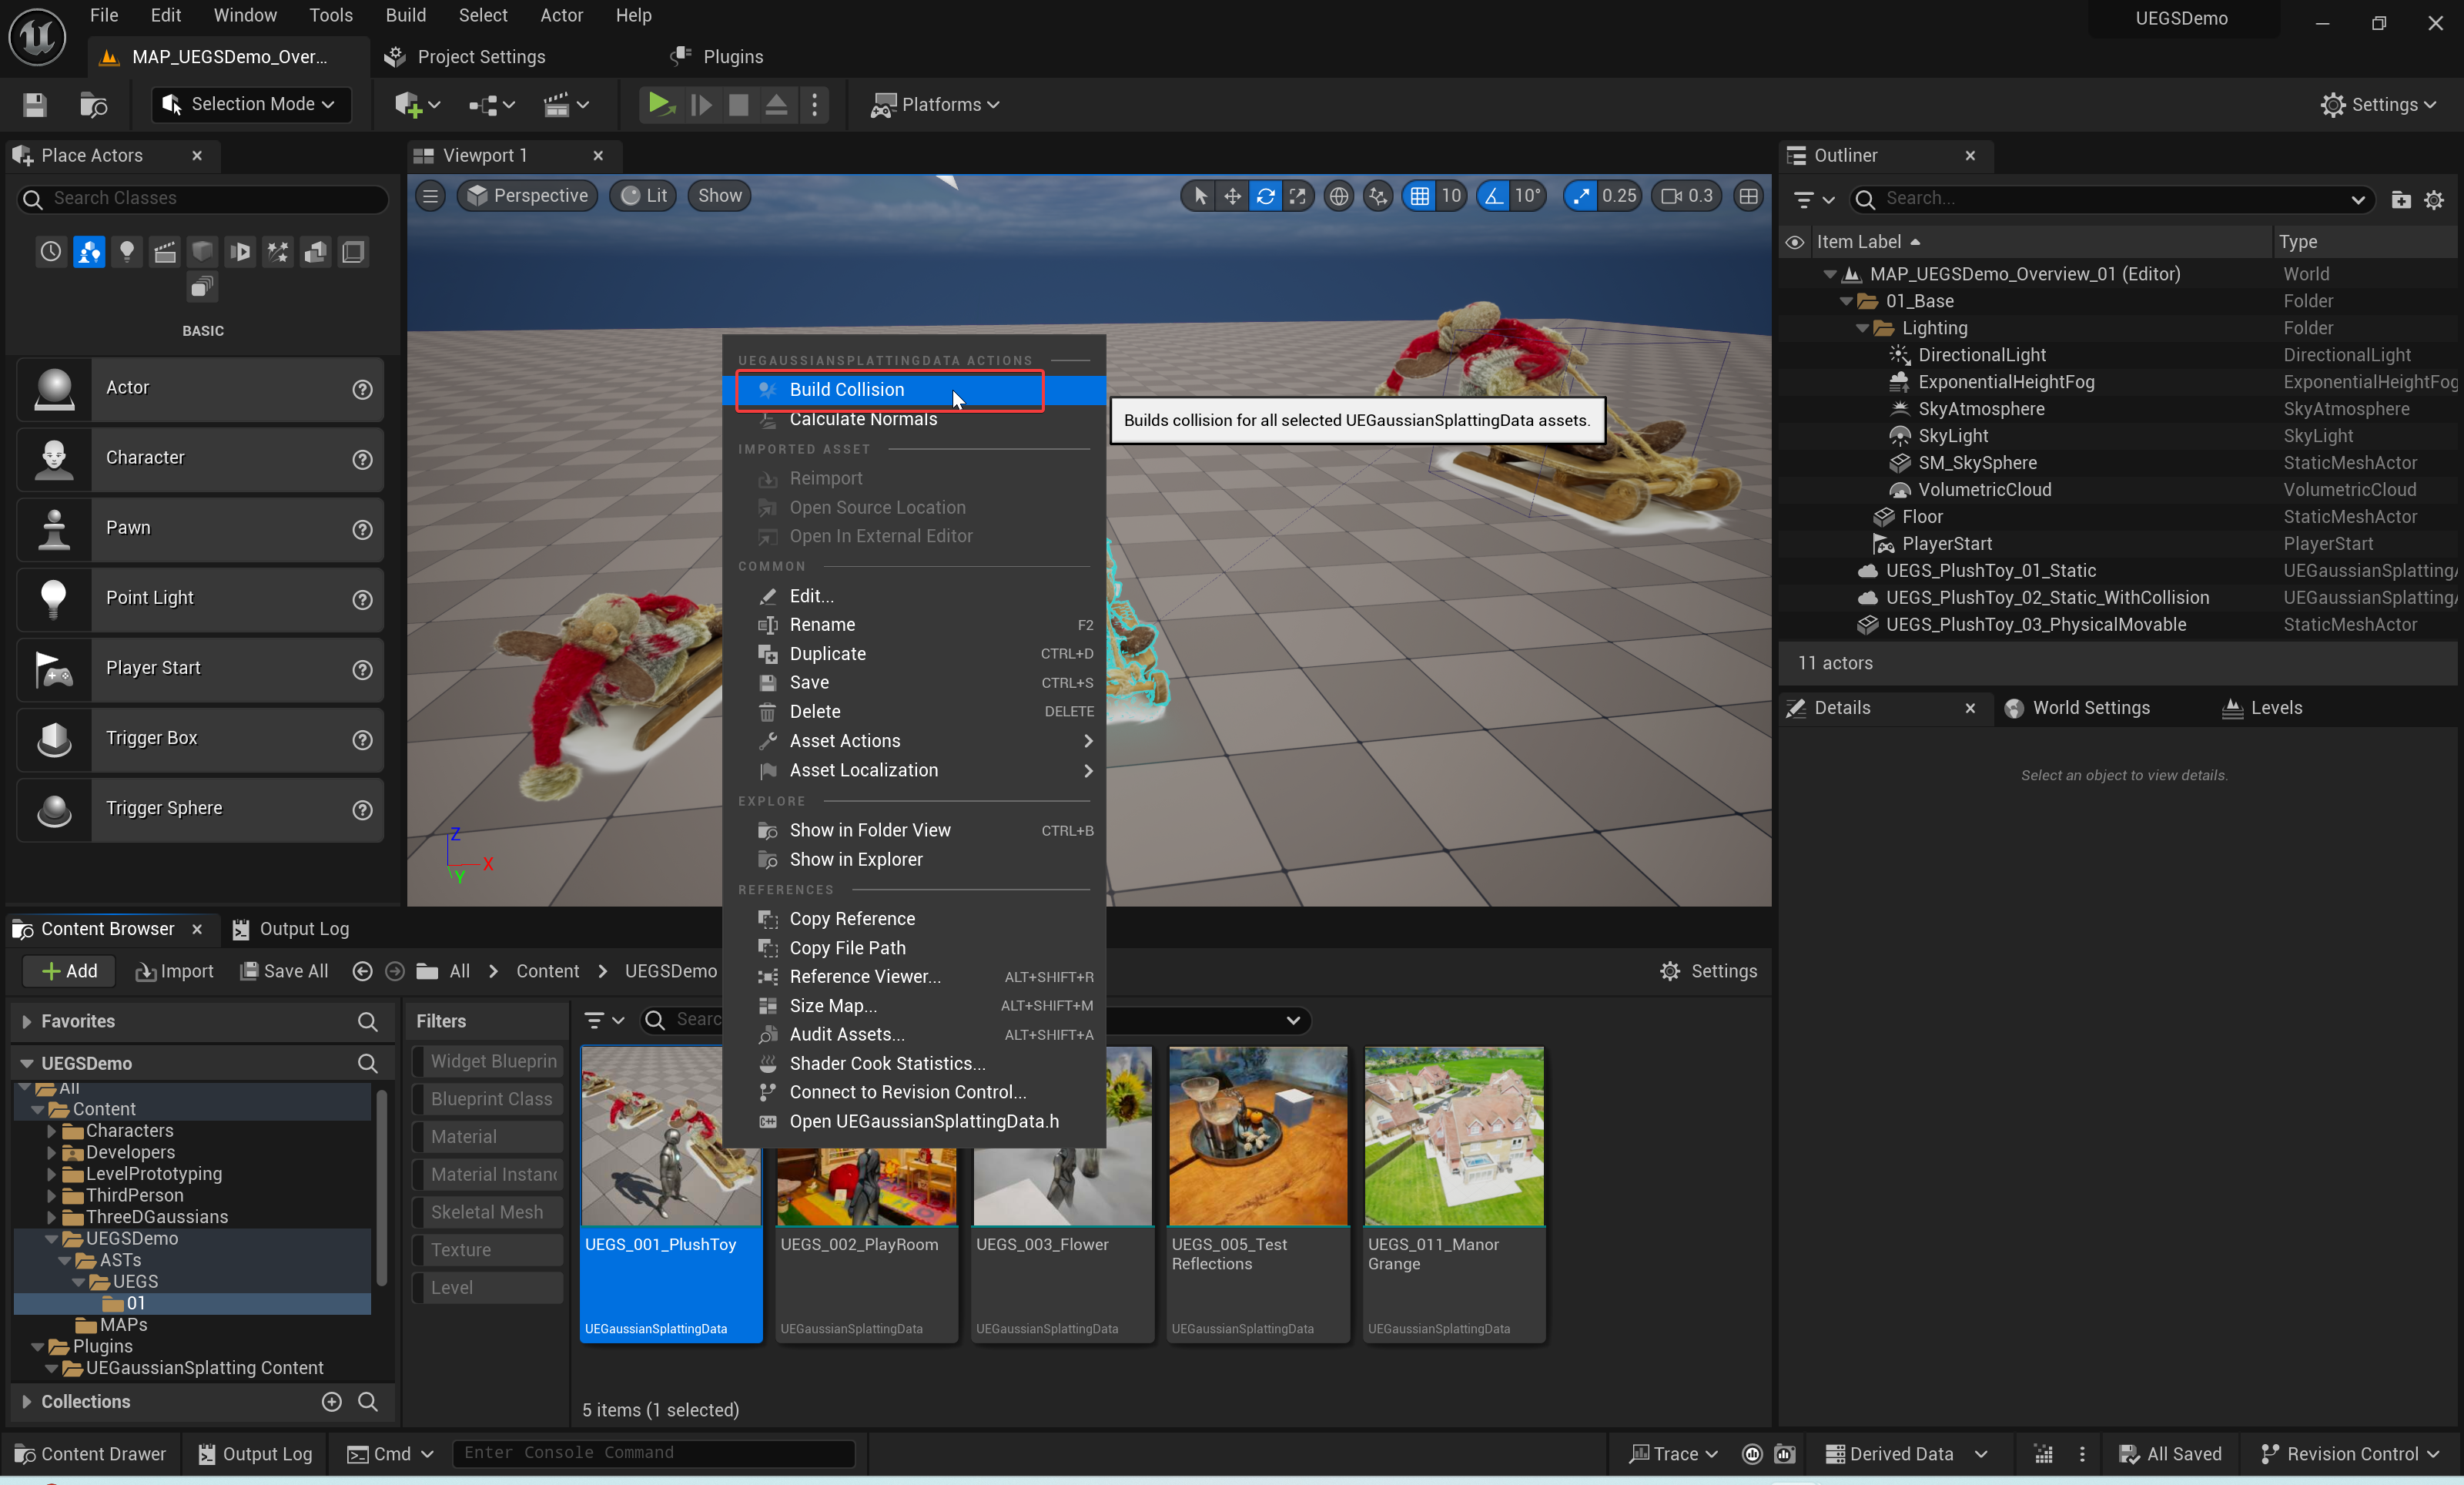 File Edit Window Tools Build Select Actor Help
UEGSDemo
MAP_UEGSDemo_Over...
Project Settings
Plugins
Selection Mode
Platforms
Settings
Place Actors
Search Classes
BASIC
Actor
Character
Pawn
Point Light
Player Start
Trigger Box
Trigger Sphere
Viewport 1
Perspective Lit Show
10 10° 0.25 0.3
Z
X
Y
UEGAUSSIANSPLATTINGDATA ACTIONS
Build Collision
Calculate Normals
Builds collision for all selected UEGaussianSplattingData assets.
IMPORTED ASSET
Reimport
Open Source Location
Open In External Editor
COMMON
Edit...
Rename F2
Duplicate CTRL+D
Save CTRL+S
Delete DELETE
Asset Actions
Asset Localization
EXPLORE
Show in Folder View CTRL+B
Show in Explorer
REFERENCES
Copy Reference
Copy File Path
Reference Viewer... ALT+SHIFT+R
Size Map... ALT+SHIFT+M
Audit Assets... ALT+SHIFT+A
Shader Cook Statistics...
Connect to Revision Control...
Open UEGaussianSplattingData.h
Outliner
Search...
Item Label Type
MAP_UEGSDemo_Overview_01 (Editor) World
01_Base Folder
Lighting Folder
DirectionalLight DirectionalLight
ExponentialHeightFog ExponentialHeightFog
SkyAtmosphere SkyAtmosphere
SkyLight SkyLight
SM_SkySphere StaticMeshActor
VolumetricCloud VolumetricCloud
Floor StaticMeshActor
PlayerStart PlayerStart
UEGS_PlushToy_01_Static UEGaussianSplatting
UEGS_PlushToy_02_Static_WithCollision UEGaussianSplatting
UEGS_PlushToy_03_PhysicalMovable StaticMeshActor
11 actors
Details
World Settings
Levels
Select an object to view details.
Content Browser
Output Log
Add
Import
Save All
All
Content
UEGSDemo
Settings
Favorites
UEGSDemo
All
Content
Characters
Developers
LevelPrototyping
ThirdPerson
ThreeDGaussians
UEGSDemo
ASTs
UEGS
01
MAPs
Plugins
UEGaussianSplatting Content
Collections
Filters
Widget Blueprin
Blueprint Class
Material
Material Instanc
Skeletal Mesh
Texture
Level
Searc
UEGS_001_PlushToy
UEGaussianSplattingData
UEGS_002_PlayRoom
UEGaussianSplattingData
UEGS_003_Flower
UEGaussianSplattingData
UEGS_005_Test
Reflections
UEGaussianSplattingData
UEGS_011_Manor
Grange
UEGaussianSplattingData
5 items (1 selected)
Content Drawer
Output Log
Cmd
Enter Console Command
Trace
Derived Data
All Saved
Revision Control